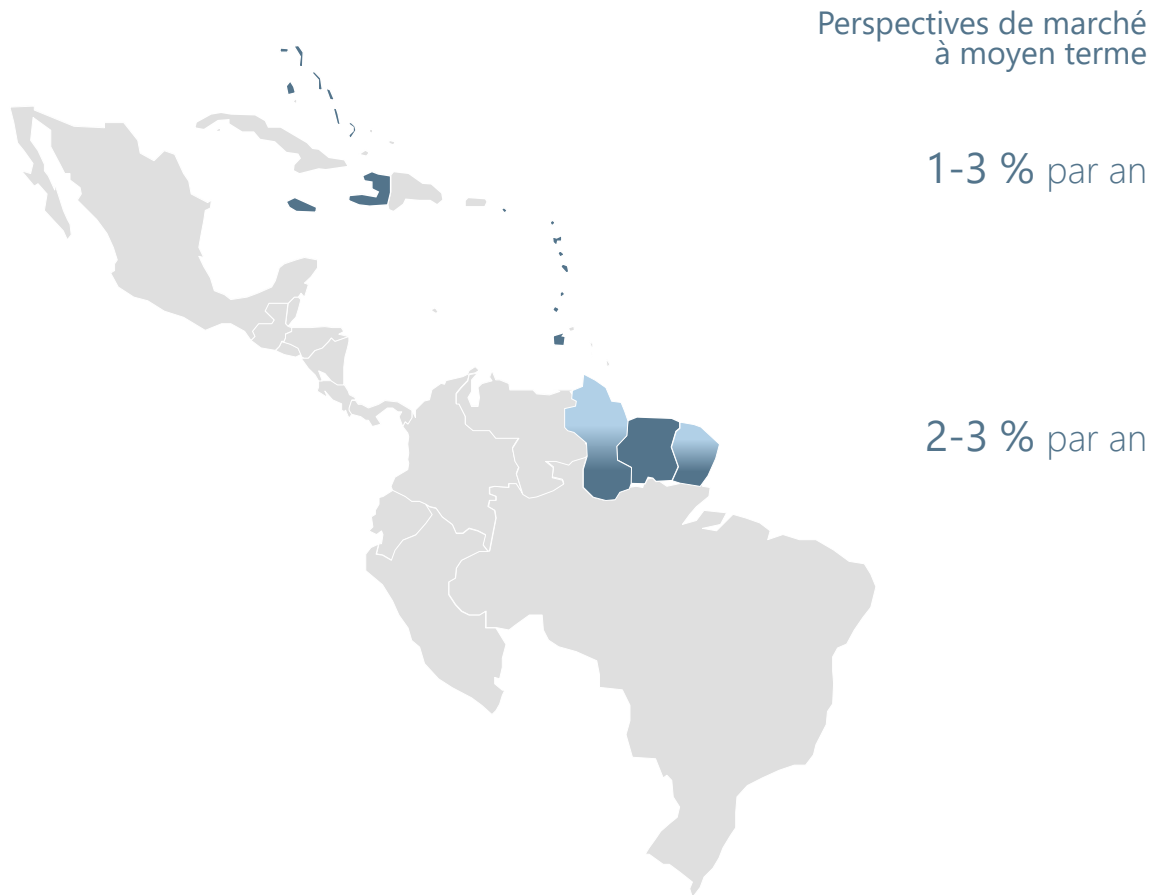 Perspectives de marché
à moyen terme
1-3 % par an
2-3 % par an